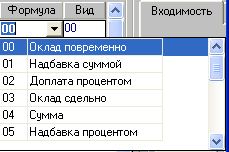 Формула Вид Входимость
00 00
00 Оклад повременно
01 Надбавка суммой
02 Доплата процентом
03 Оклад сдельно
04 Сумма
05 Надбавка процентом